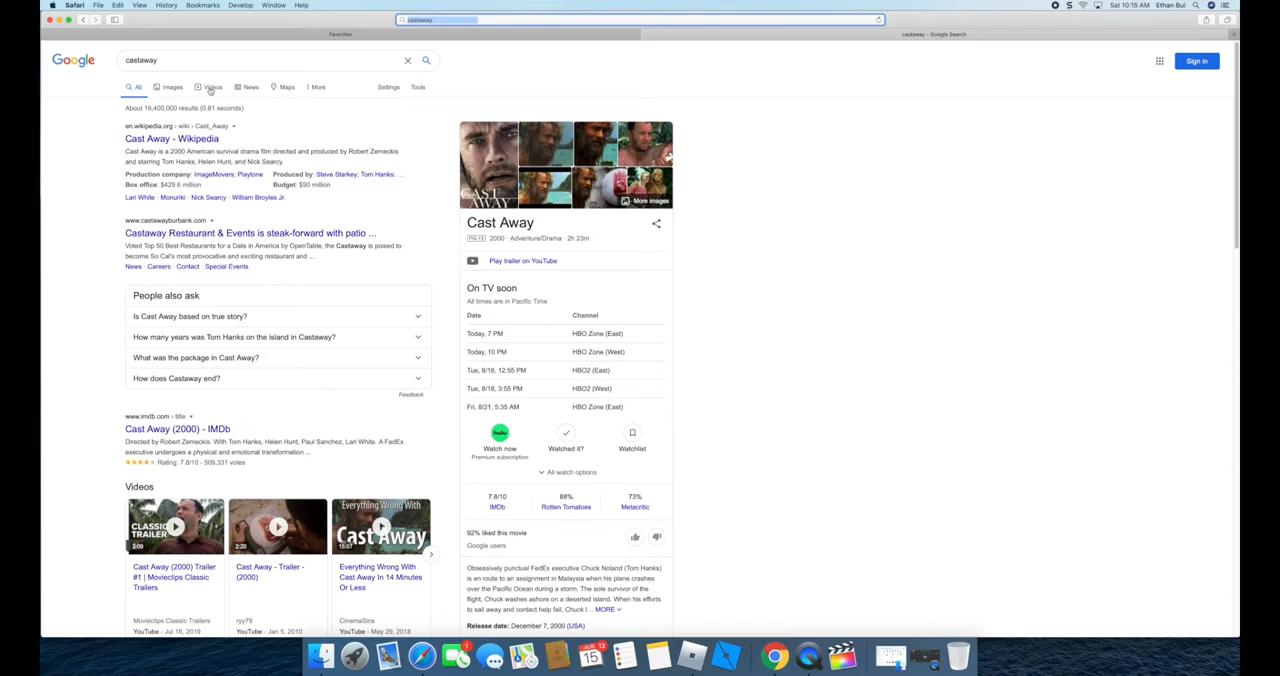 Safari File Edit View History Bookmarks Develop Window Help
Sat 10:15 AM Ethan Bui
castaway
Favorites
castaway - Google Search
Google
castaway
Sign in
All Images Videos News Maps More Settings Tools
About 16,400,000 results (0.81 seconds)
en.wikipedia.org › wiki › Cast_Away
Cast Away - Wikipedia
Cast Away is a 2000 American survival drama film directed and produced by Robert Zemeckis
and starring Tom Hanks, Helen Hunt, and Nick Searcy.
Production company: ImageMovers; Playtone Produced by: Steve Starkey; Tom Hanks; ...
Box office: $429.6 million Budget: $90 million
Lari White · Monuriki · Nick Searcy · William Broyles Jr.
www.castawayburbank.com
Castaway Restaurant & Events is steak-forward with patio ...
Voted Top 50 Best Restaurants for a Date in America by OpenTable, the Castaway is poised to
become So Cal's most provocative and exciting restaurant and ...
News · Careers · Contact · Special Events
People also ask
Is Cast Away based on true story?
How many years was Tom Hanks on the island in Castaway?
What was the package in Cast Away?
How does Castaway end?
Feedback
www.imdb.com › title
Cast Away (2000) - IMDb
Directed by Robert Zemeckis. With Tom Hanks, Helen Hunt, Paul Sanchez, Lari White. A FedEx
executive undergoes a physical and emotional transformation ...
Rating: 7.8/10 - 509,331 votes
Videos
CLASSIC
TRAILER
2:09
2:20
Everything Wrong With
Cast Away
15:07
Cast Away (2000) Trailer
#1 | Movieclips Classic
Trailers
Movieclips Classic Trailers
YouTube - Jul 16, 2019
Cast Away - Trailer -
(2000)
ryy79
YouTube - Jan 5, 2010
Everything Wrong With
Cast Away In 14 Minutes
Or Less
CinemaSins
YouTube - May 29, 2018
CAST AWAY
More images
Cast Away
PG-13 2000 · Adventure/Drama · 2h 23m
Play trailer on YouTube
On TV soon
All times are in Pacific Time
Date Channel
Today, 7 PM HBO Zone (East)
Today, 10 PM HBO Zone (West)
Tue, 8/18, 12:55 PM HBO2 (East)
Tue, 8/18, 3:55 PM HBO2 (West)
Fri, 8/21, 5:35 AM HBO Zone (East)
hulu
Watch now Watched it? Watchlist
Premium subscription
All watch options
7.8/10 88% 73%
IMDb Rotten Tomatoes Metacritic
92% liked this movie
Google users
Obsessively punctual FedEx executive Chuck Noland (Tom Hanks)
is en route to an assignment in Malaysia when his plane crashes
over the Pacific Ocean during a storm. The sole survivor of the
flight, Chuck washes ashore on a deserted island. When his efforts
to sail away and contact help fail, Chuck l... MORE
Release date: December 7, 2000 (USA)
1
15